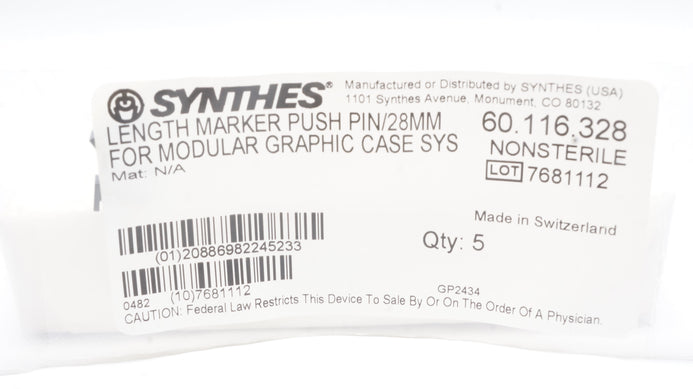 SYNTHES®
Manufactured or Distributed by SYNTHES (USA)
1101 Synthes Avenue, Monument, CO 80132
LENGTH MARKER PUSH PIN/28MM
FOR MODULAR GRAPHIC CASE SYS
Mat: N/A
60.116.328
NONSTERILE
LOT 7681112
Made in Switzerland
Qty: 5
(01)20886982245233
(10)7681112
0482
GP2434
CAUTION: Federal Law Restricts This Device To Sale By Or On The Order Of A Physician.